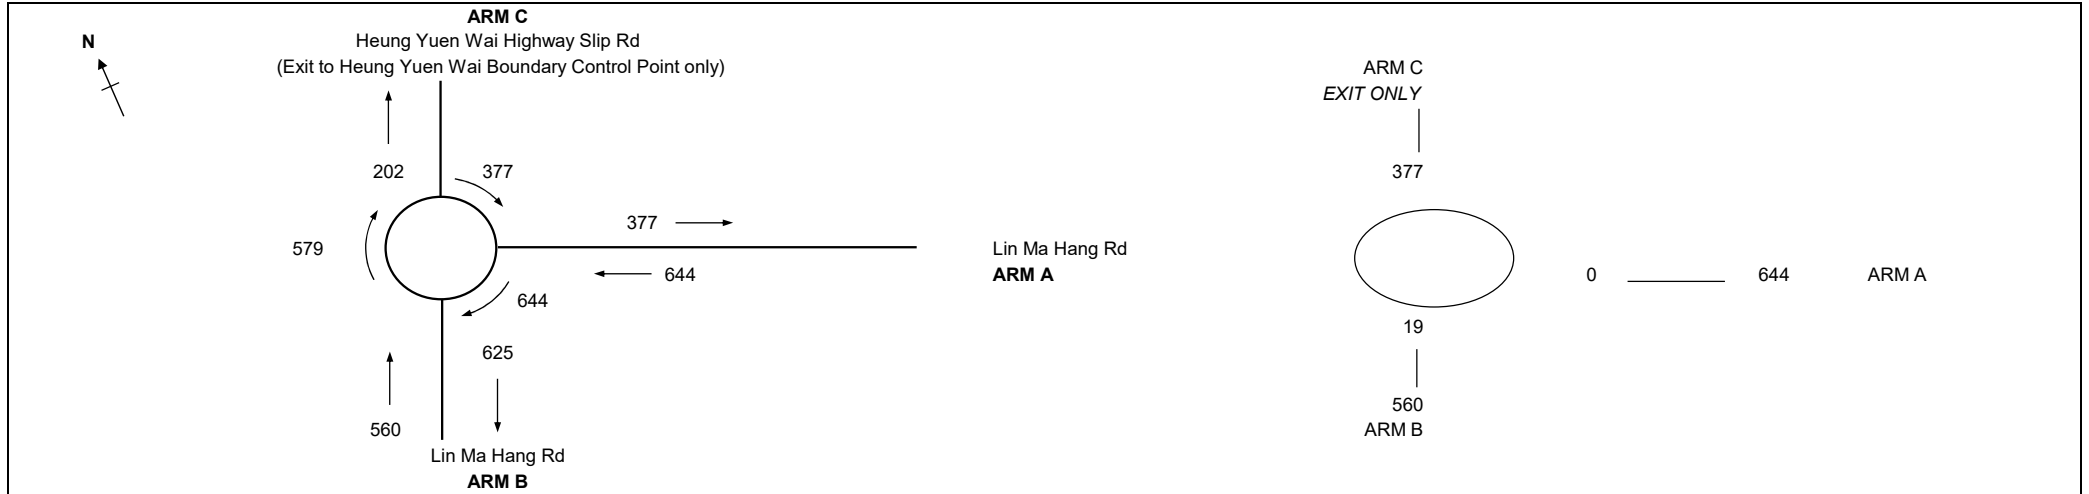 ARM C
N
Heung Yuen Wai Highway Slip Rd
(Exit to Heung Yuen Wai Boundary Control Point only)
202
377
377
579
Lin Ma Hang Rd
ARM A
644
644
625
560
Lin Ma Hang Rd
ARM B
ARM C
EXIT ONLY
377
0
644
ARM A
19
560
ARM B